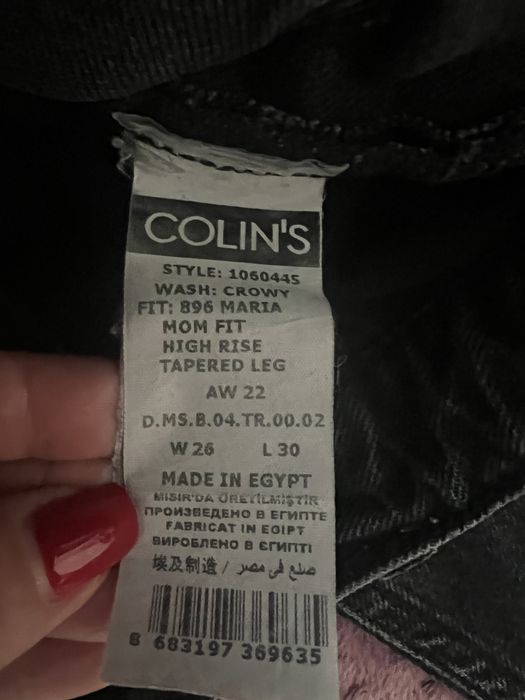 COLIN'S
STYLE: 1060445
WASH: CROWY
FIT: 896 MARIA
MOM FIT
HIGH RISE
TAPERED LEG
AW 22
D.MS.B.04.TR.00.02
W 26 L 30
MADE IN EGYPT
MISIR'DA ÜRETİLMİŞTİR
ПРОИЗВЕДЕНО В ЕГИПТЕ
FABRICAT IN EGIPT
ВИРОБЛЕНО В ЄГИПТІ
埃及制造 / صنع في مصر
8 683197 369635